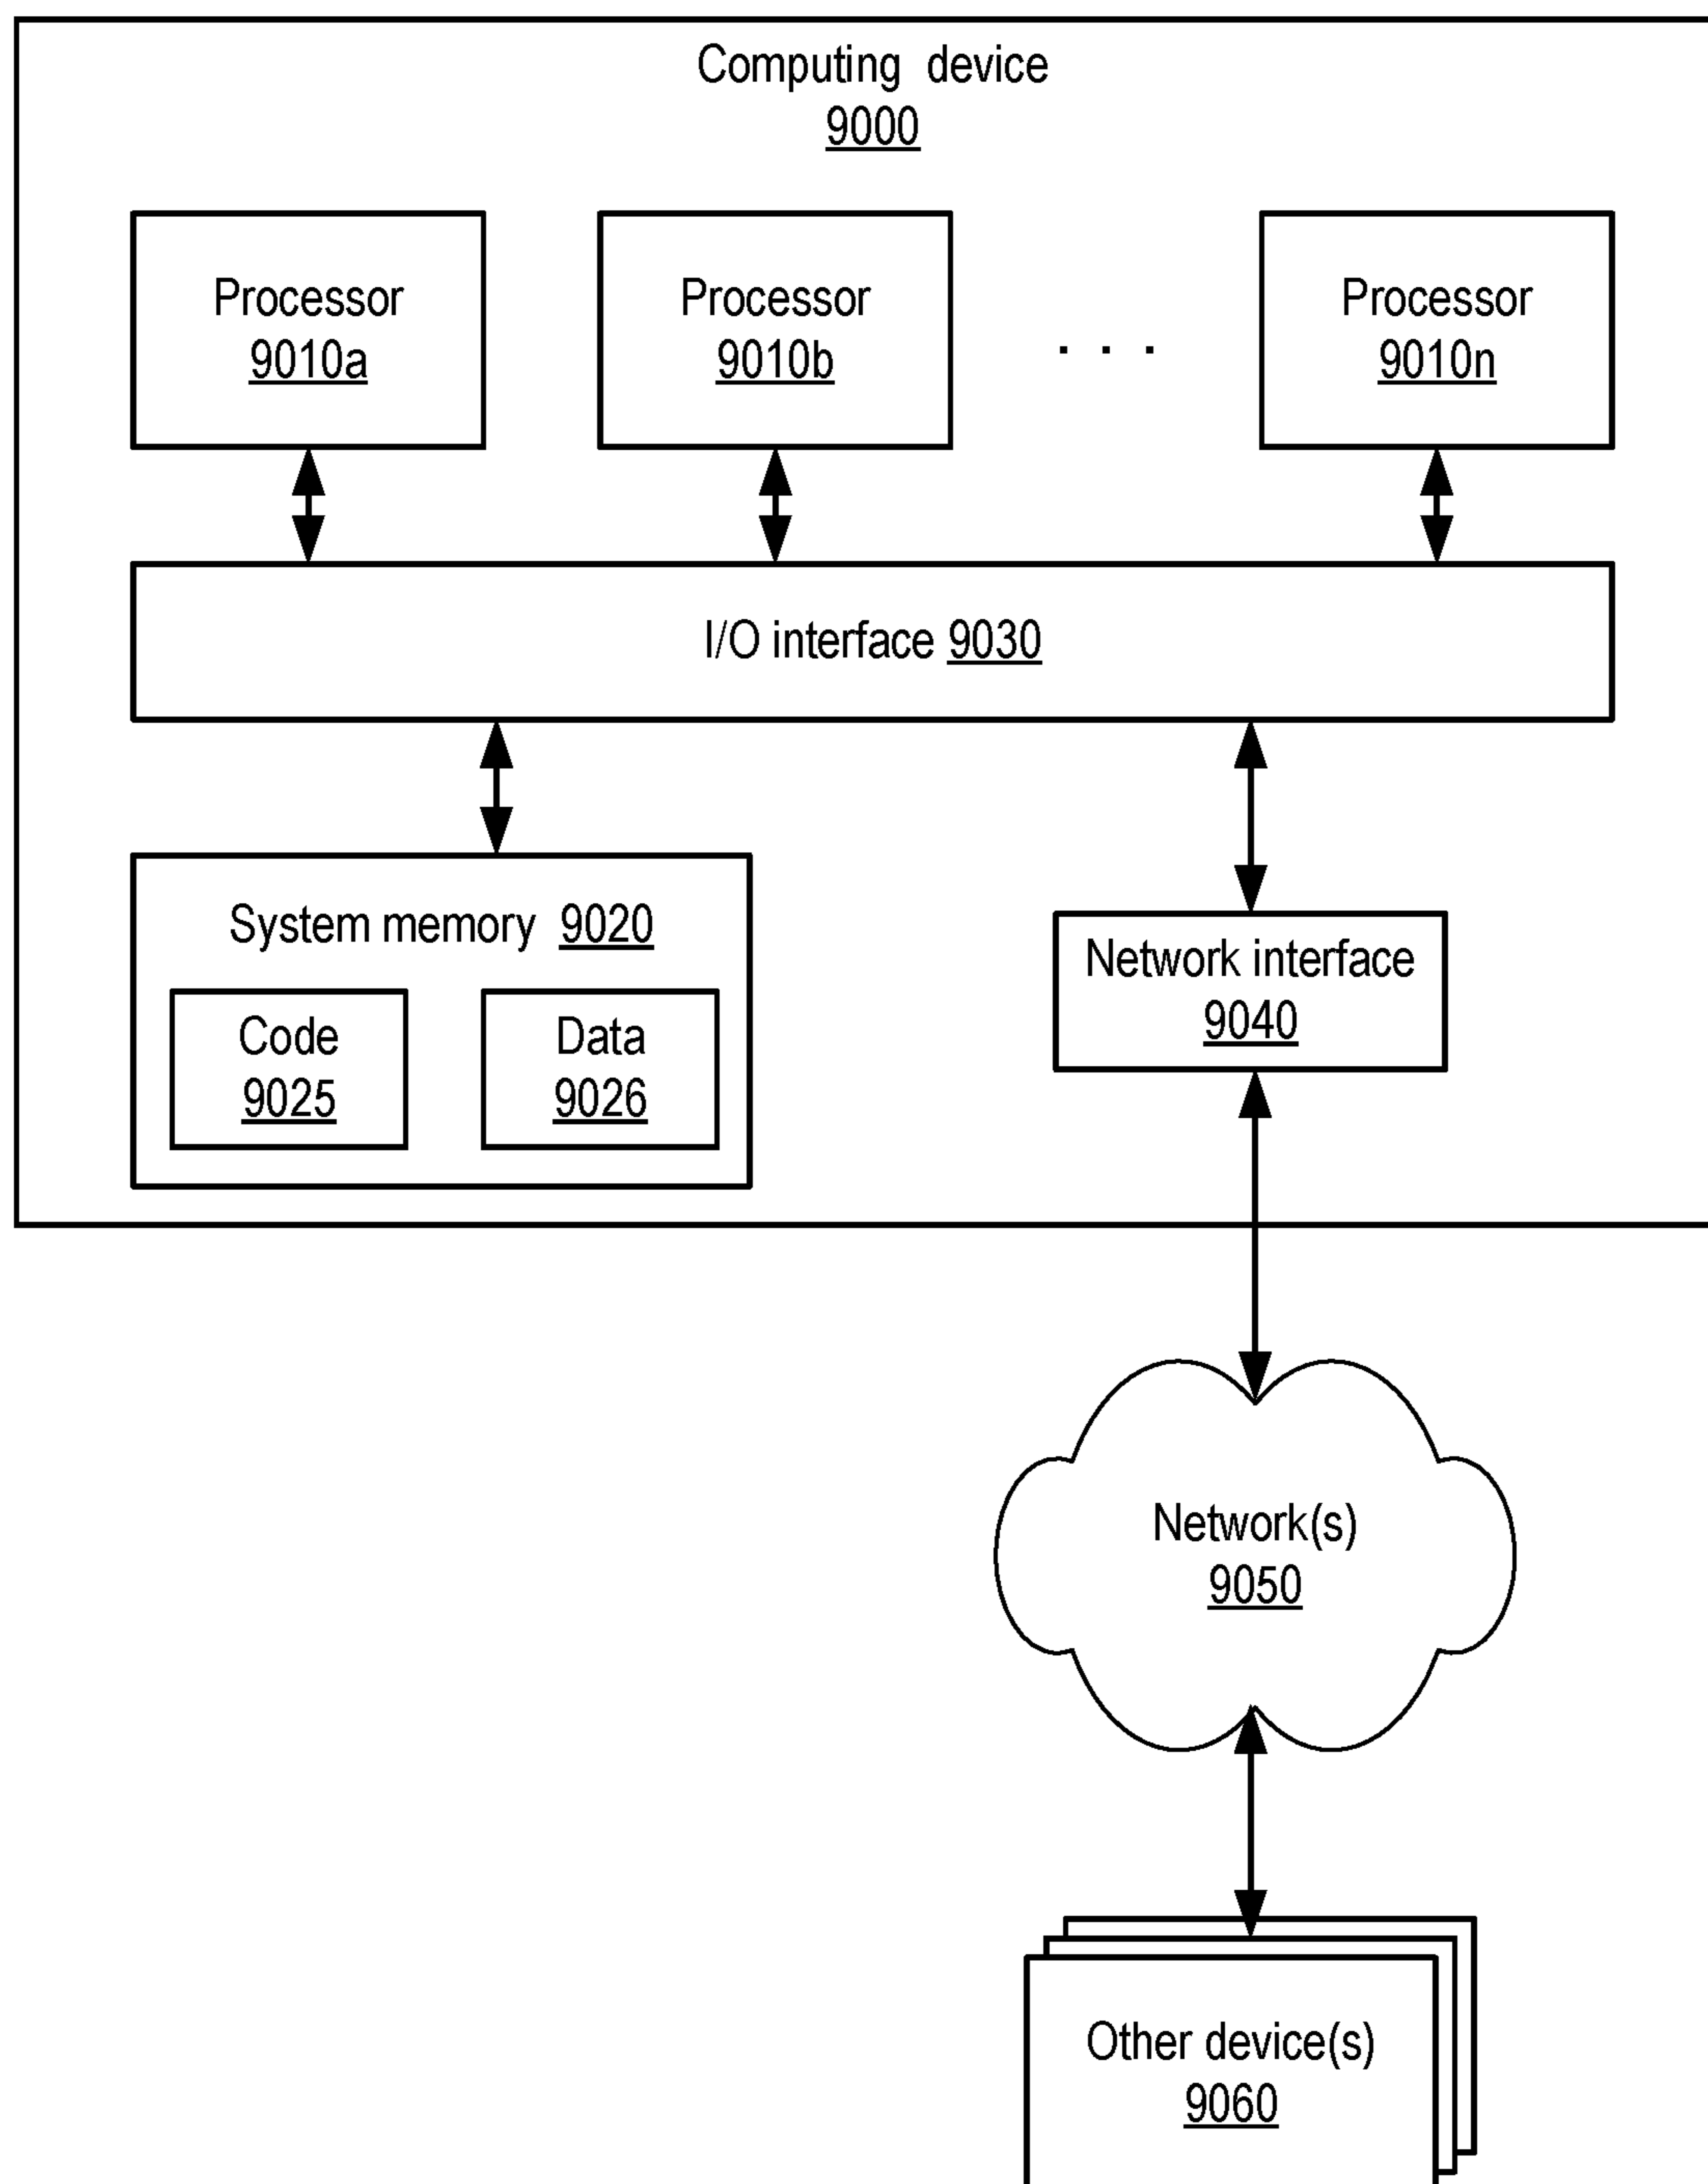 Computing device
9000
Processor
9010a
Processor
9010b
. . .
Processor
9010n
I/O interface 9030
System memory 9020
Code
9025
Data
9026
Network interface
9040
Network(s)
9050
Other device(s)
9060